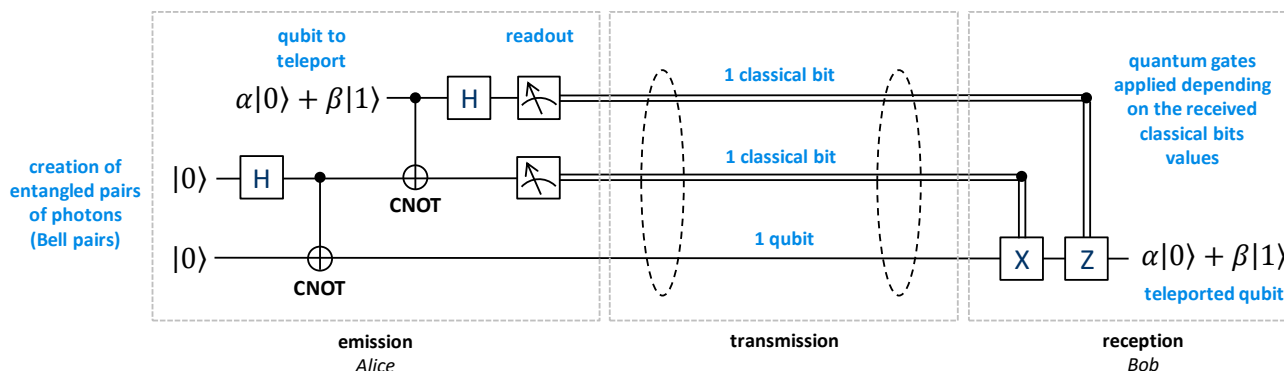 qubit to
teleport
readout
α|0⟩ + β|1⟩
H
1 classical bit
quantum gates
applied depending
on the received
classical bits
values
creation of
entangled pairs
of photons
(Bell pairs)
|0⟩
H
CNOT
1 classical bit
|0⟩
CNOT
1 qubit
X
Z
α|0⟩ + β|1⟩
teleported qubit
emission
Alice
transmission
reception
Bob